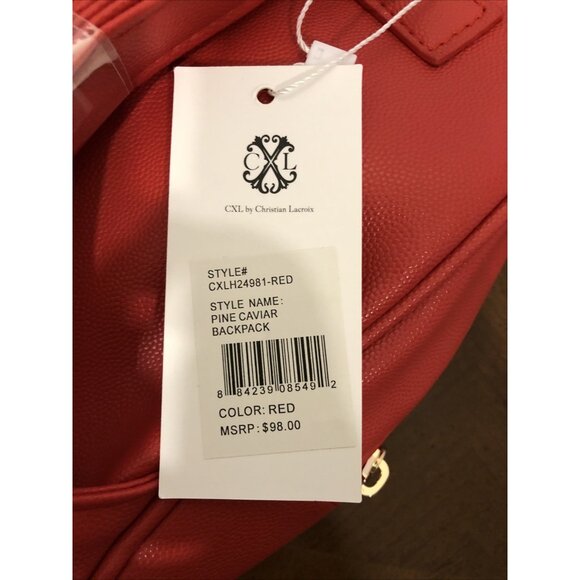 CXL
CXL by Christian Lacroix
STYLE#
CXLH24981-RED
STYLE NAME:
PINE CAVIAR
BACKPACK
8 84239 08549 2
COLOR: RED
MSRP: $98.00